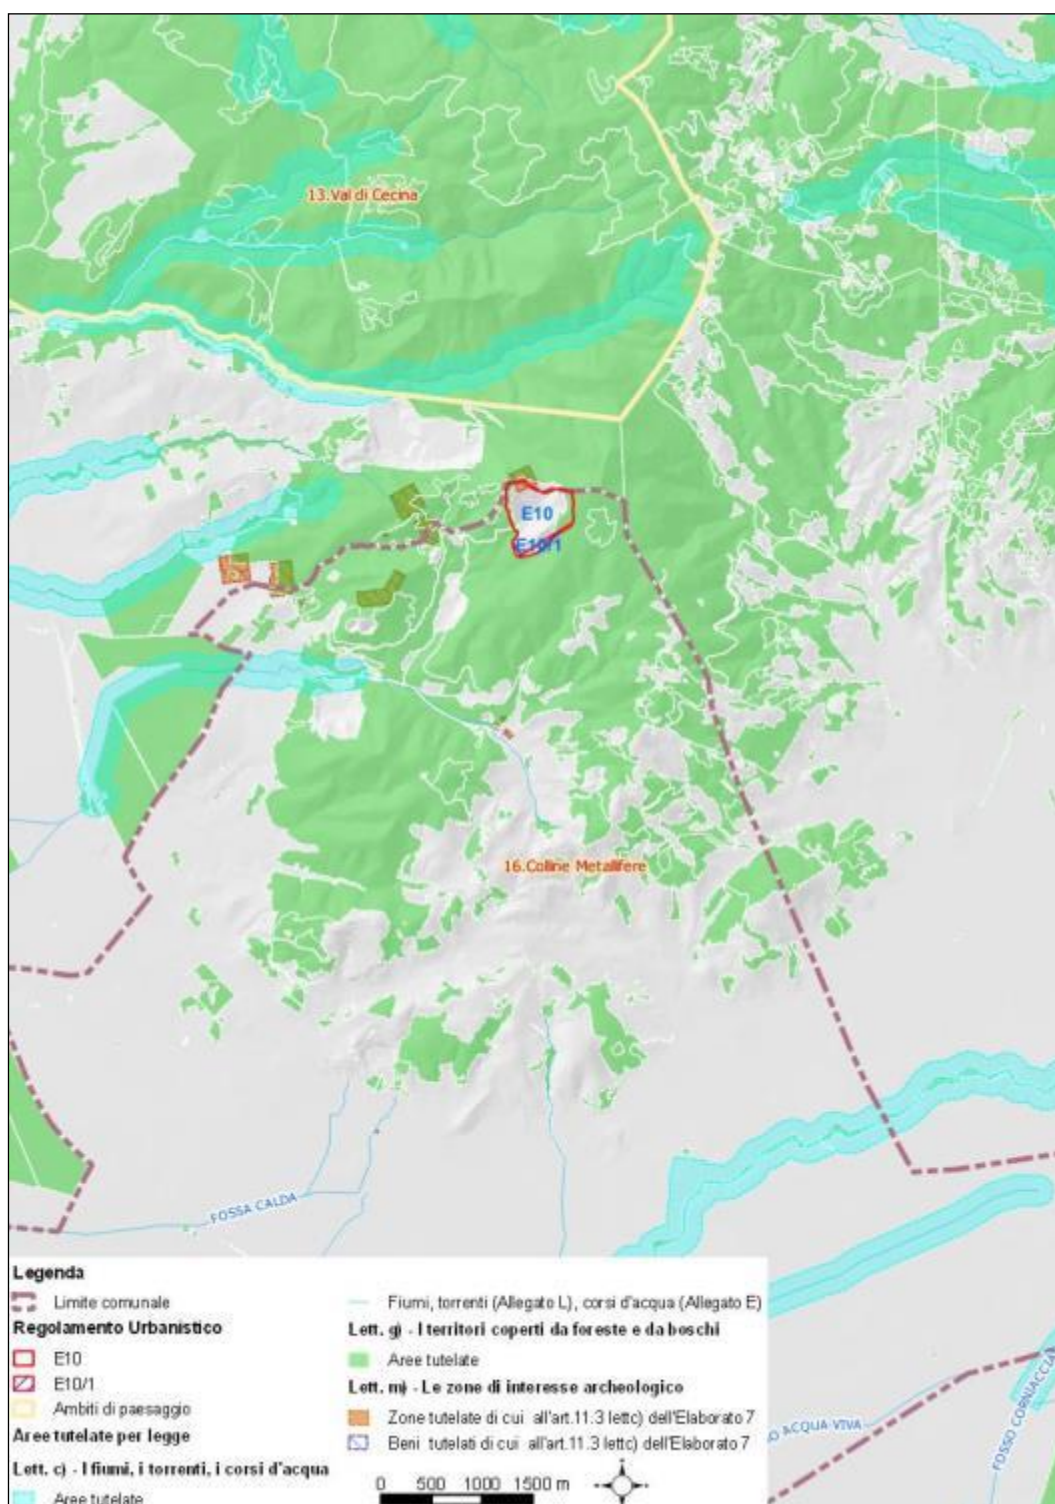 13.Val di Cecina
E10
E10/1
16.Colline Metallifere
FOSSA CALDA
ACQUA VIVA
FOSSO CORNIACCIA
Legenda
Limite comunale
Regolamento Urbanistico
E10
E10/1
Ambiti di paesaggio
Aree tutelate per legge
Lett. c) - I fiumi, i torrenti, i corsi d'acqua
Aree tutelate
Fiumi, torrenti (Allegato L), corsi d'acqua (Allegato E)
Lett. g) - I territori coperti da foreste e da boschi
Aree tutelate
Lett. m) - Le zone di interesse archeologico
Zone tutelate di cui all'art.11.3 lettc) dell'Elaborato 7
Beni tutelati di cui all'art.11.3 lettc) dell'Elaborato 7
0 500 1000 1500 m